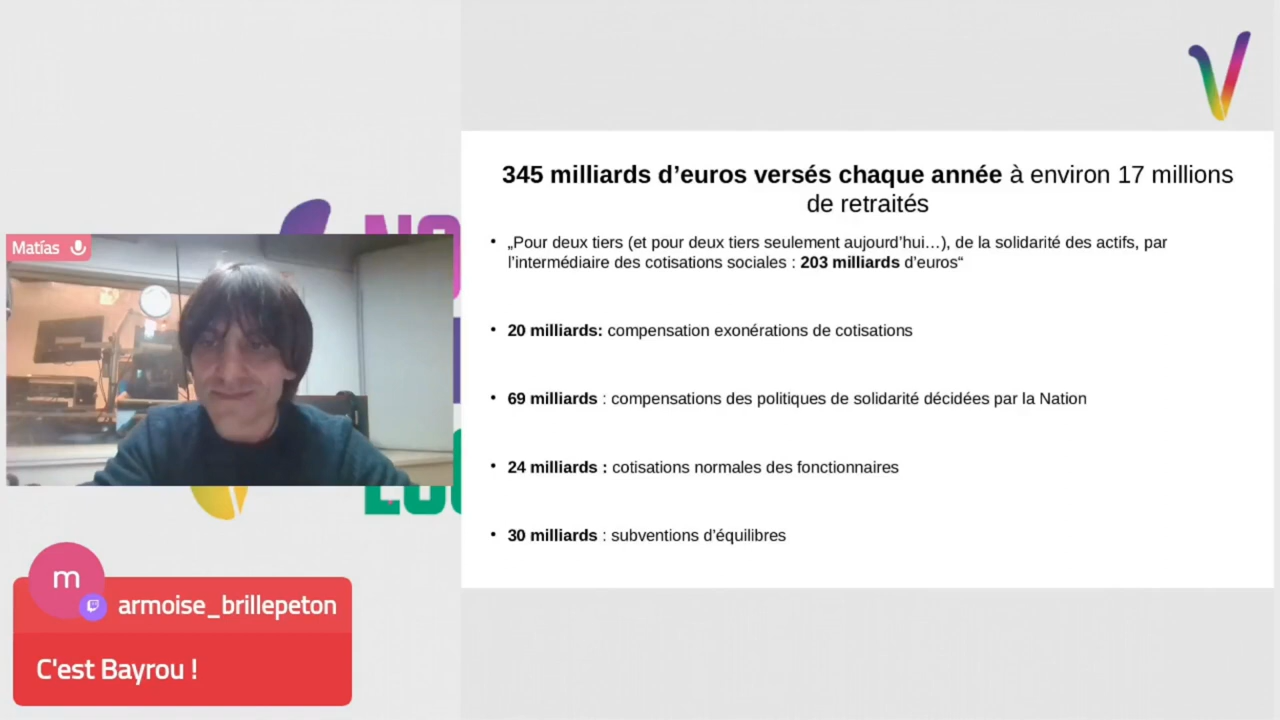 345 milliards d’euros versés chaque année à environ 17 millions
de retraités
• „Pour deux tiers (et pour deux tiers seulement aujourd’hui…), de la solidarité des actifs, par
l’intermédiaire des cotisations sociales : 203 milliards d’euros“
• 20 milliards: compensation exonérations de cotisations
• 69 milliards : compensations des politiques de solidarité décidées par la Nation
• 24 milliards : cotisations normales des fonctionnaires
• 30 milliards : subventions d’équilibres
NO
Matías
m
armoise_brillepeton
C'est Bayrou !